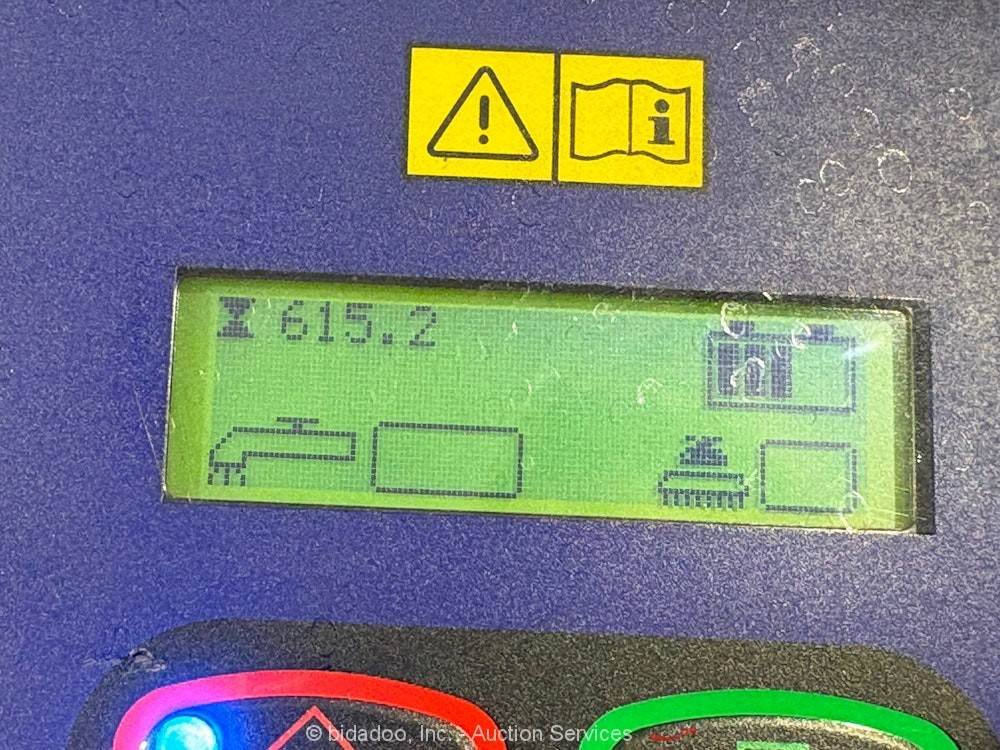 615.2
© bidadoo, Inc. - Auction Services